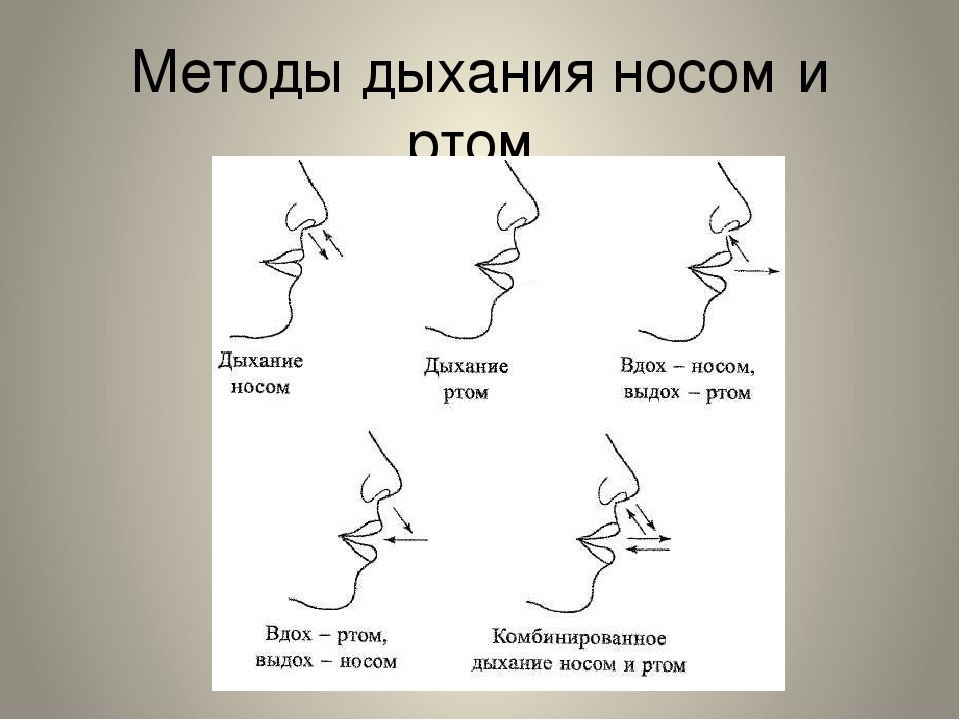 Методы дыхания носом и
ртом
Дыхание
носом
Дыхание
ртом
Вдох – носом,
выдох – ртом
Вдох – ртом,
выдох – носом
Комбинированное
дыхание носом и ртом